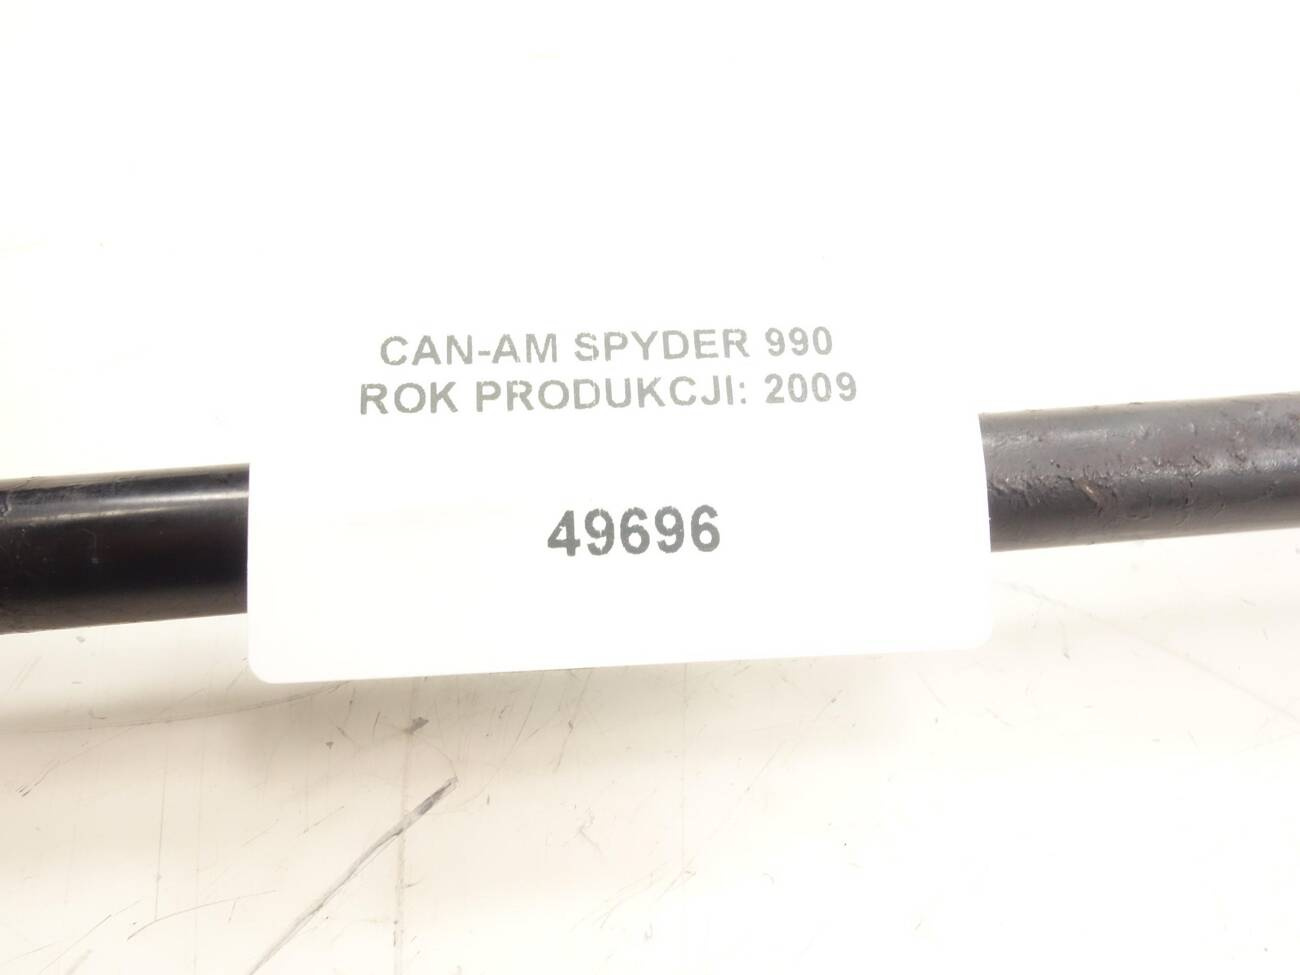 CAN-AM SPYDER 990
ROK PRODUKCJI: 2009
49696